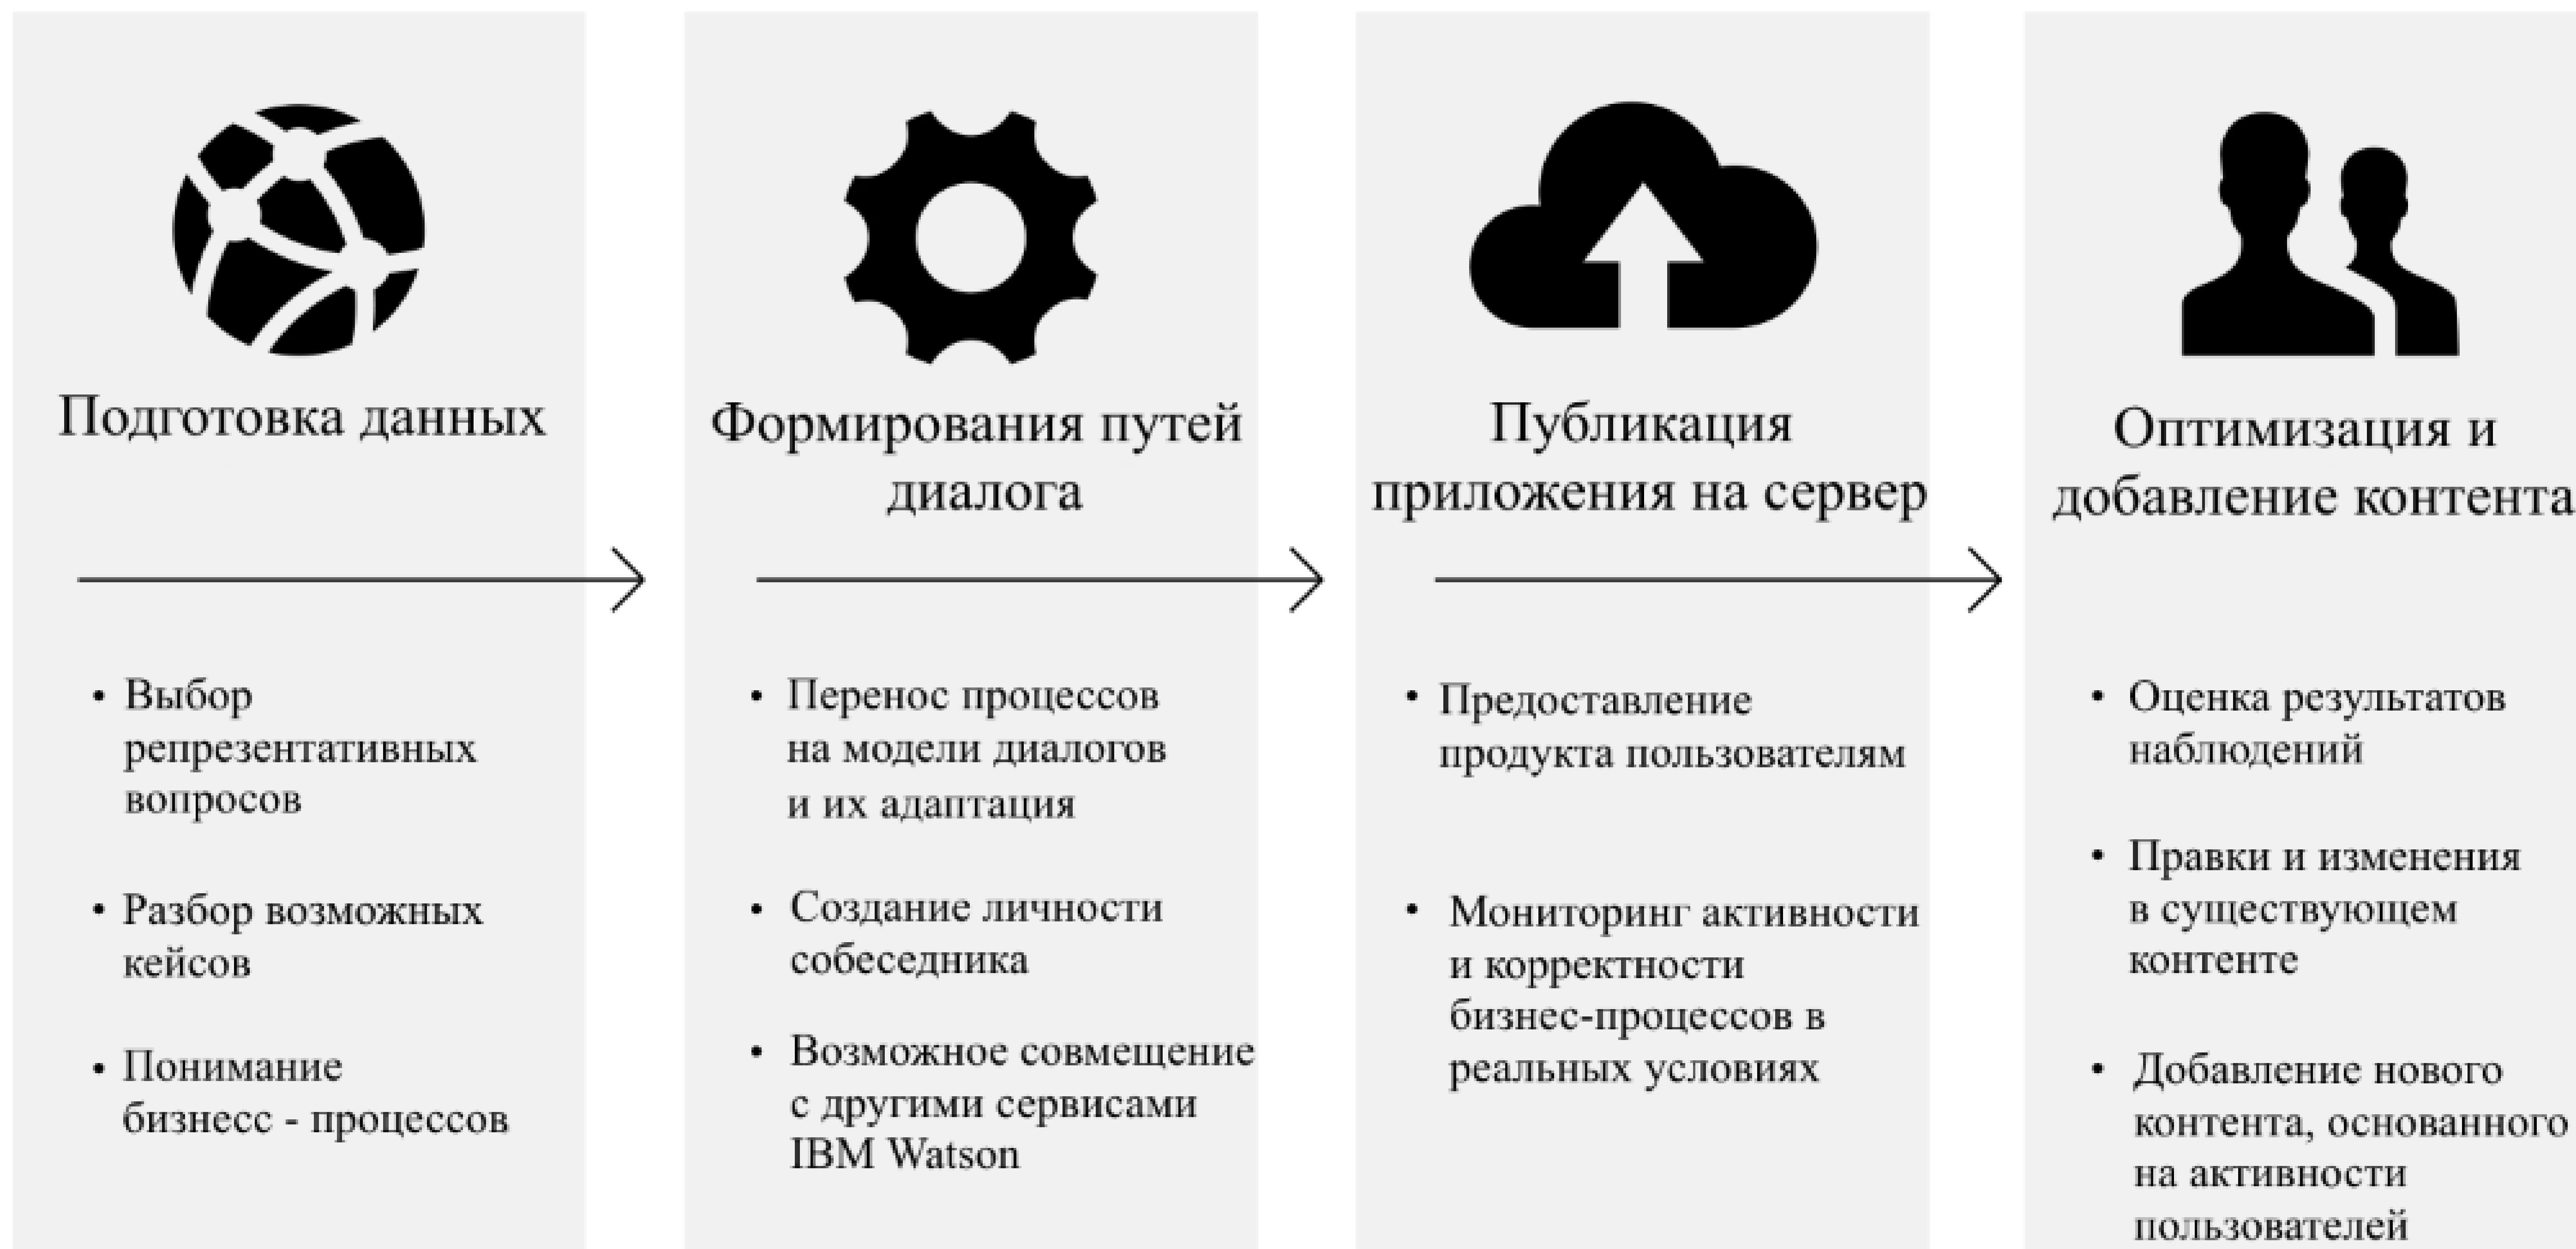 Подготовка данных
• Выбор
репрезентативных
вопросов
• Разбор возможных
кейсов
• Понимание
бизнесс - процессов
Формирования путей
диалога
• Перенос процессов
на модели диалогов
и их адаптация
• Создание личности
собеседника
• Возможное совмещение
с другими сервисами
IBM Watson
Публикация
приложения на сервер
• Предоставление
продукта пользователям
• Мониторинг активности
и корректности
бизнес-процессов в
реальных условиях
Оптимизация и
добавление контента
• Оценка результатов
наблюдений
• Правки и изменения
в существующем
контенте
• Добавление нового
контента, основанного
на активности
пользователей